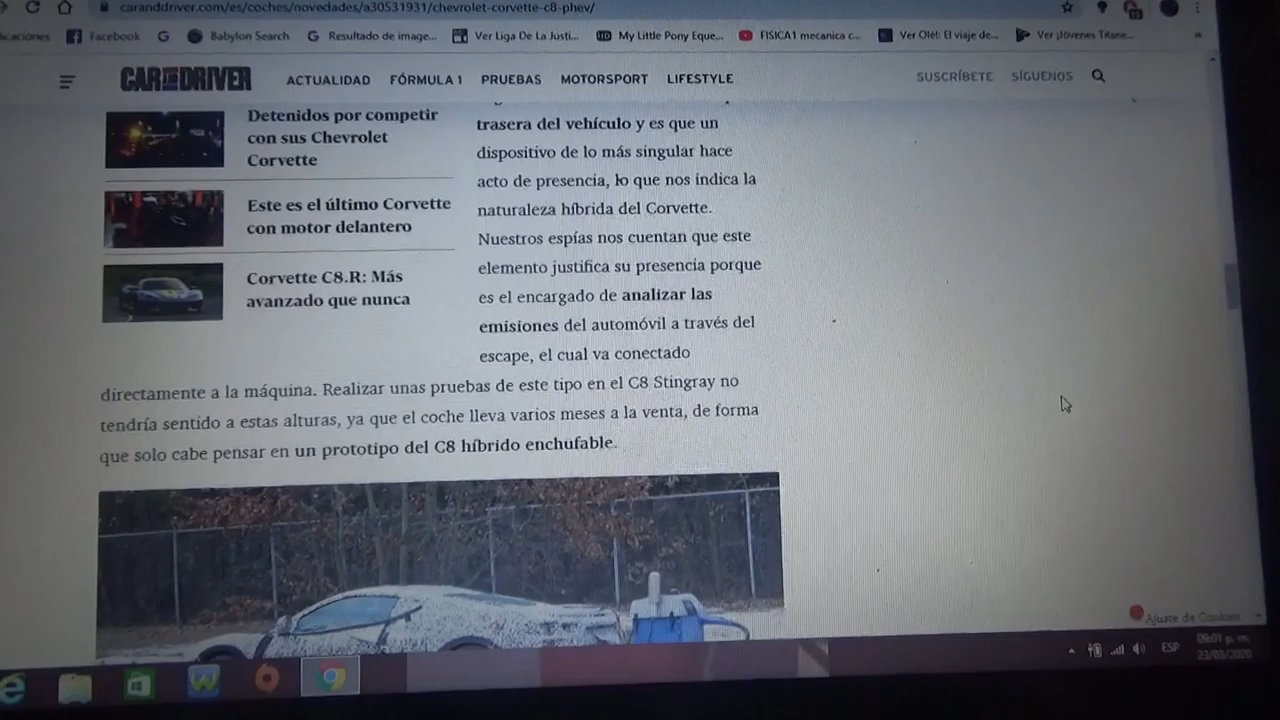 caranddriver.com/es/coches/novedades/a30531931/chevrolet-corvette-c8-phev/
licaciones Facebook Babylon Search Resultado de image... Ver Liga De La Justi... My Little Pony Eque... FISICA1 mecanica c... Ver Olé!: El viaje de... Ver ¡Jóvenes Titane... »
CAR AND DRIVER ACTUALIDAD FÓRMULA 1 PRUEBAS MOTORSPORT LIFESTYLE SUSCRÍBETE SÍGUENOS
Detenidos por competir
con sus Chevrolet
Corvette
Este es el último Corvette
con motor delantero
Corvette C8.R: Más
avanzado que nunca
trasera del vehículo y es que un
dispositivo de lo más singular hace
acto de presencia, lo que nos indica la
naturaleza híbrida del Corvette.
Nuestros espías nos cuentan que este
elemento justifica su presencia porque
es el encargado de analizar las
emisiones del automóvil a través del
escape, el cual va conectado
directamente a la máquina. Realizar unas pruebas de este tipo en el C8 Stingray no
tendría sentido a estas alturas, ya que el coche lleva varios meses a la venta, de forma
que solo cabe pensar en un prototipo del C8 híbrido enchufable.
Ajuste de Cookies
ESP
09:01 p. m.
23/03/2020